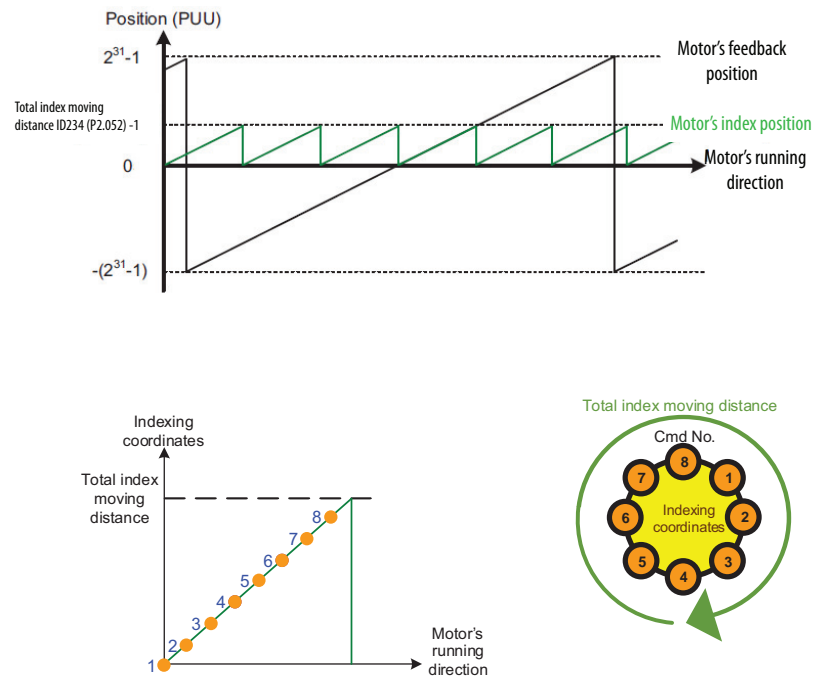 Position (PUU)
2^31-1
Motor's feedback
position
Total index moving
distance ID234 (P2.052) -1
Motor's index position
0
Motor's running
direction
-(2^31-1)
Indexing
coordinates
Total index
moving
distance
8
7
6
5
4
3
2
1
Motor's
running
direction
Total index moving distance
Cmd No.
8
7
1
Indexing
coordinates
6
2
5
3
4